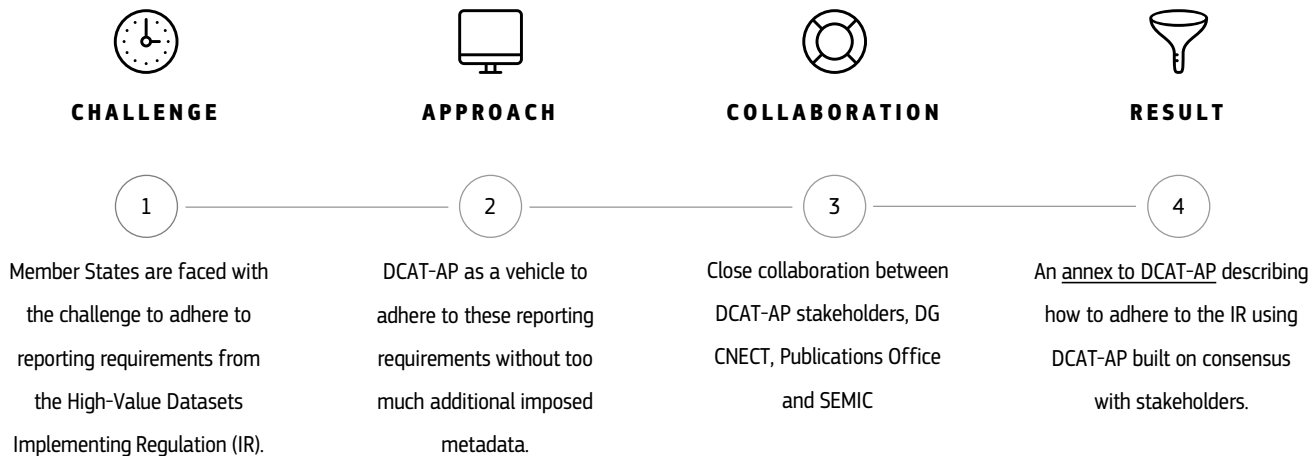 CHALLENGE
APPROACH
COLLABORATION
RESULT
1
2
3
4
Member States are faced with
the challenge to adhere to
reporting requirements from
the High-Value Datasets
Implementing Regulation (IR).
DCAT-AP as a vehicle to
adhere to these reporting
requirements without too
much additional imposed
metadata.
Close collaboration between
DCAT-AP stakeholders, DG
CNECT, Publications Office
and SEMIC
An annex to DCAT-AP describing
how to adhere to the IR using
DCAT-AP built on consensus
with stakeholders.